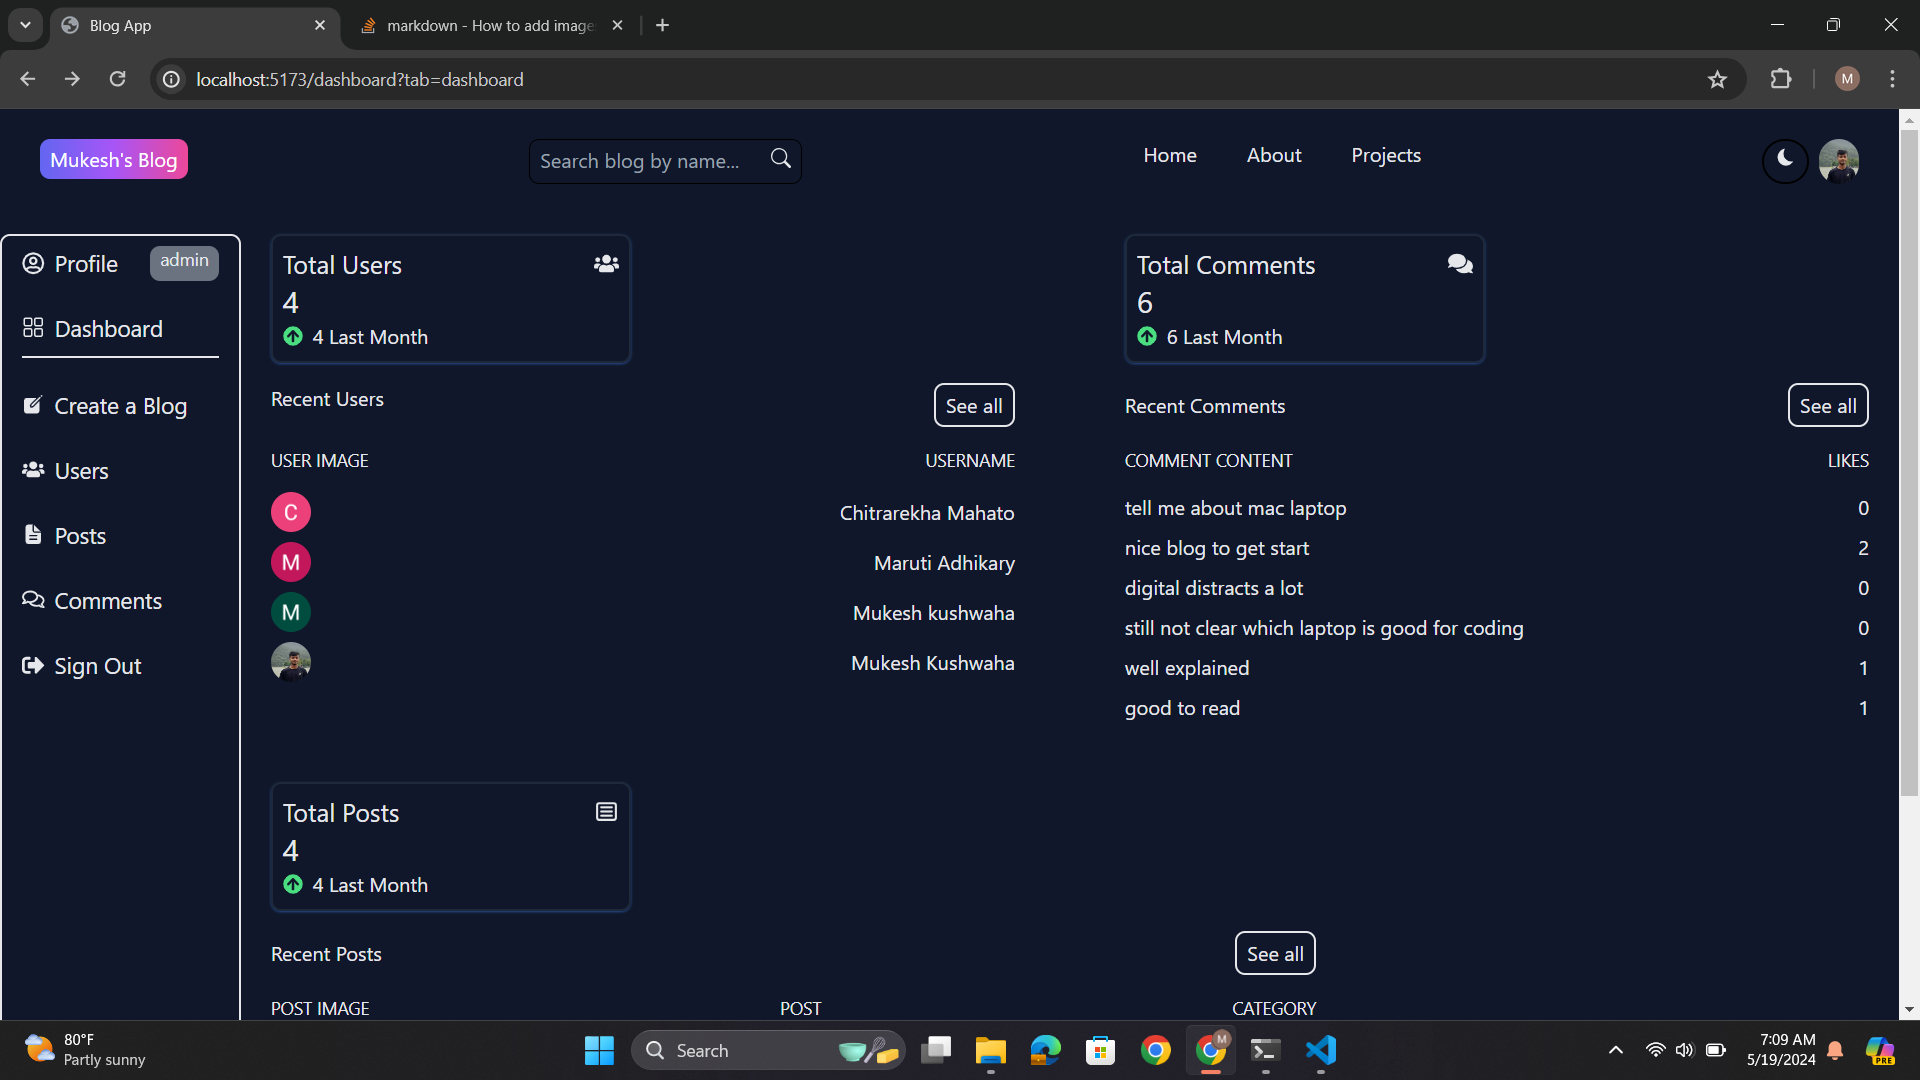 Blog App
markdown - How to add image
localhost:5173/dashboard?tab=dashboard
M
Mukesh's Blog
Search blog by name...
Home
About
Projects
Profile
admin
Dashboard
Create a Blog
Users
Posts
Comments
Sign Out
Total Users
4
4 Last Month
Recent Users
See all
USER IMAGE
USERNAME
C
Chitrarekha Mahato
M
Maruti Adhikary
M
Mukesh kushwaha
Mukesh Kushwaha
Total Comments
6
6 Last Month
Recent Comments
See all
COMMENT CONTENT
LIKES
tell me about mac laptop
0
nice blog to get start
2
digital distracts a lot
0
still not clear which laptop is good for coding
0
well explained
1
good to read
1
Total Posts
4
4 Last Month
Recent Posts
See all
POST IMAGE
POST
CATEGORY
80°F
Partly sunny
Search
M
7:09 AM
5/19/2024
PRE